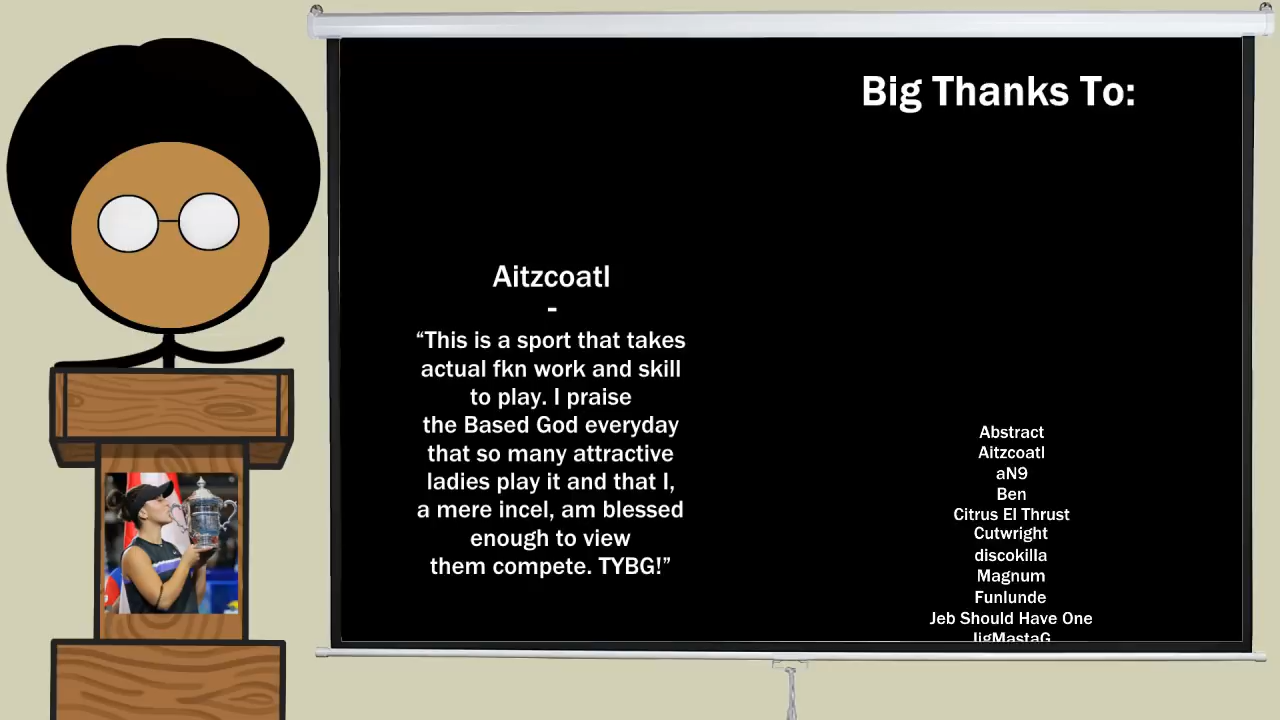 Big Thanks To:
Aitzcoatl
-
“This is a sport that takes
actual fkn work and skill
to play. I praise
the Based God everyday
that so many attractive
ladies play it and that I,
a mere incel, am blessed
enough to view
them compete. TYBG!”
Abstract
Aitzcoatl
aN9
Ben
Citrus El Thrust
Cutwright
discokilla
Magnum
Funlunde
Jeb Should Have One
JigMastaG